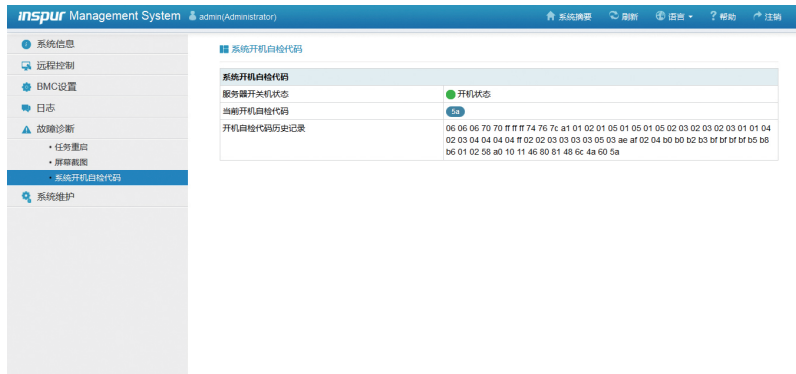 inspur Management System admin(Administrator) 系统摘要 刷新 语言 帮助 注销
系统信息
远程控制
BMC设置
日志
故障诊断
• 任务重启
• 屏幕截图
• 系统开机自检代码
系统维护
系统开机自检代码
系统开机自检代码
服务器开关机状态 开机状态
当前开机自检代码 5a
开机自检代码历史记录 06 06 06 70 70 ff ff ff 74 76 7c a1 01 02 01 05 01 05 01 05 02 03 02 03 02 03 01 01 04
02 03 04 04 04 04 ff 02 02 03 03 03 03 05 03 ae af 02 04 b0 b0 b2 b3 bf bf bf bf b5 b8
b6 01 02 58 a0 10 11 46 80 81 48 6c 4a 60 5a